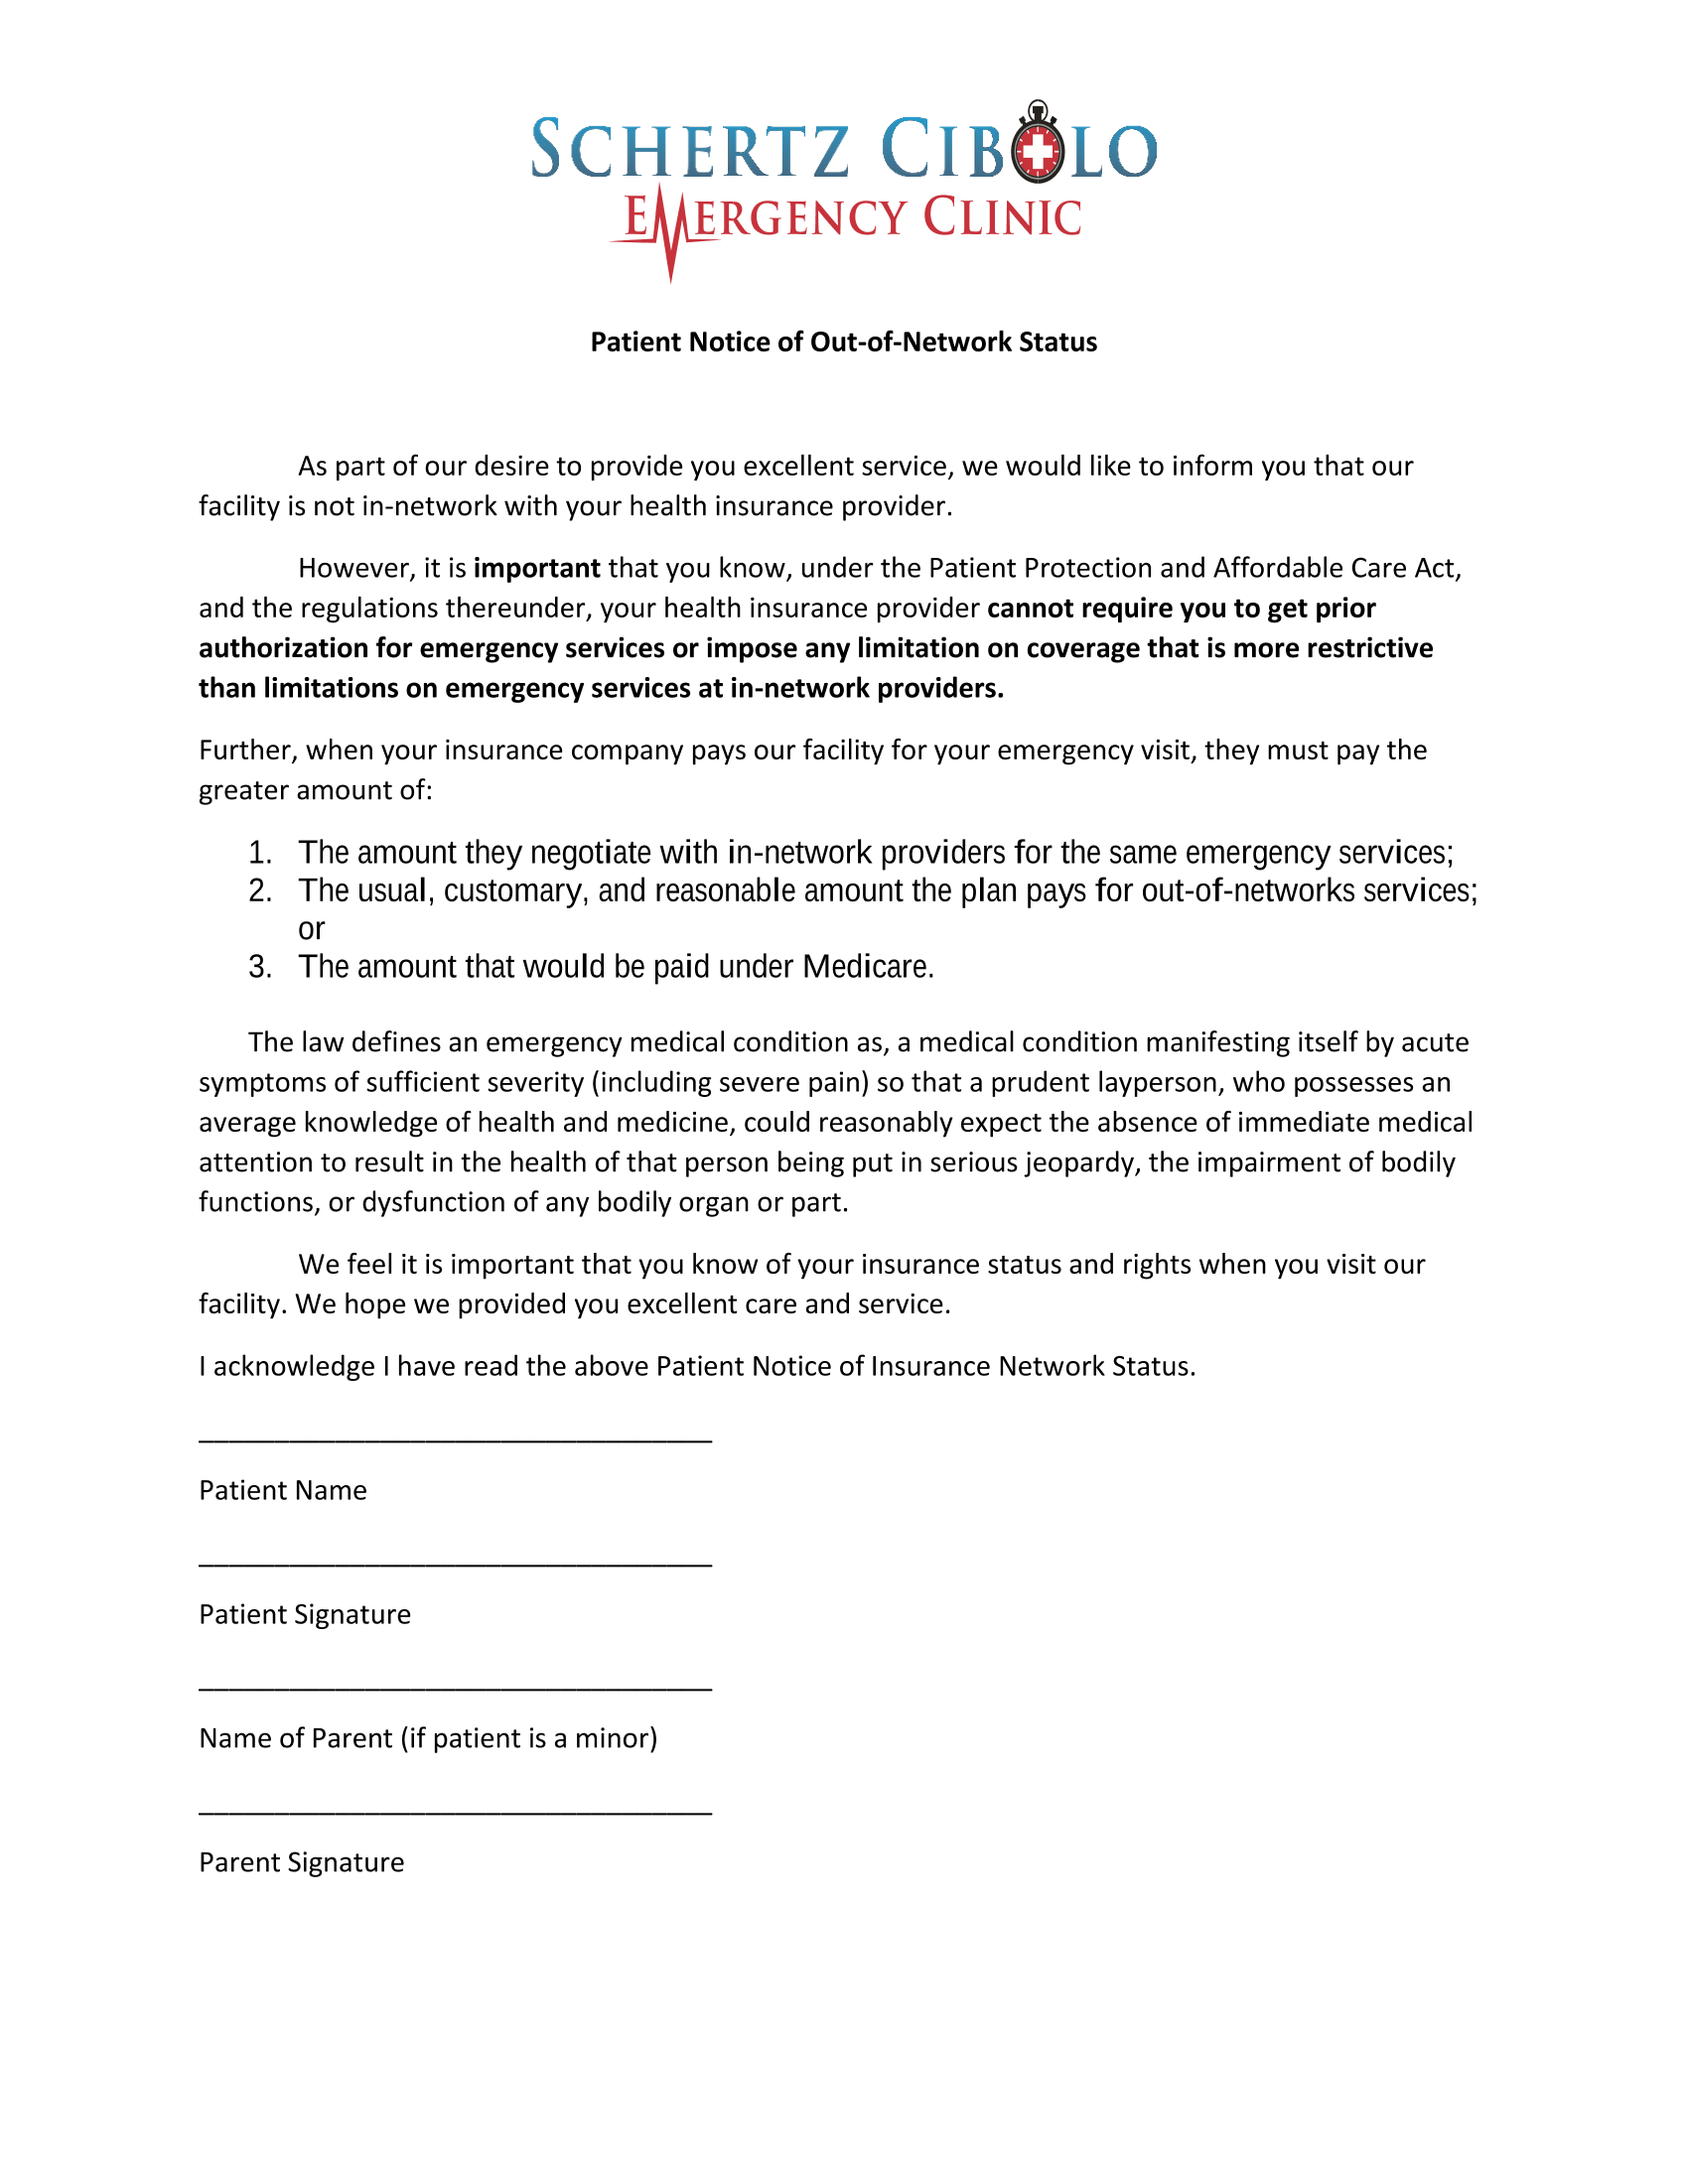 SCHERTZ CIBOLO
EMERGENCY CLINIC
Patient Notice of Out-of-Network Status
As part of our desire to provide you excellent service, we would like to inform you that our
facility is not in-network with your health insurance provider.
However, it is important that you know, under the Patient Protection and Affordable Care Act,
and the regulations thereunder, your health insurance provider cannot require you to get prior
authorization for emergency services or impose any limitation on coverage that is more restrictive
than limitations on emergency services at in-network providers.
Further, when your insurance company pays our facility for your emergency visit, they must pay the
greater amount of:
1. The amount they negotiate with in-network providers for the same emergency services;
2. The usual, customary, and reasonable amount the plan pays for out-of-networks services;
or
3. The amount that would be paid under Medicare.
The law defines an emergency medical condition as, a medical condition manifesting itself by acute
symptoms of sufficient severity (including severe pain) so that a prudent layperson, who possesses an
average knowledge of health and medicine, could reasonably expect the absence of immediate medical
attention to result in the health of that person being put in serious jeopardy, the impairment of bodily
functions, or dysfunction of any bodily organ or part.
We feel it is important that you know of your insurance status and rights when you visit our
facility. We hope we provided you excellent care and service.
I acknowledge I have read the above Patient Notice of Insurance Network Status.
Patient Name
Patient Signature
Name of Parent (if patient is a minor)
Parent Signature